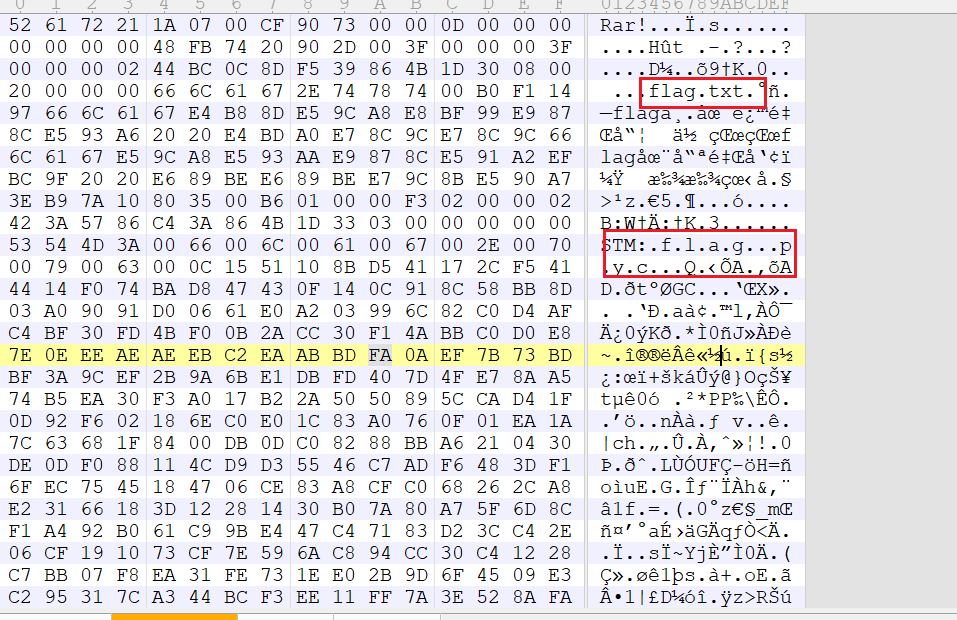 0 1 2 3 4 5 6 7 8 9 A B C D E F 0123456789ABCDEF
52 61 72 21 1A 07 00 CF 90 73 00 00 0D 00 00 00 Rar!...Ï.s......
00 00 00 00 48 FB 74 20 90 2D 00 3F 00 00 00 3F ....Hût .-.?...?
00 00 00 02 44 BC 0C 8D F5 39 86 4B 1D 30 08 00 ....D¼..õ9†K.0..
20 00 00 00 66 6C 61 67 2E 74 78 74 00 B0 F1 14 ...flag.txt.°ñ.
97 66 6C 61 67 E4 B8 8D E5 9C A8 E8 BF 99 E9 87 —flagä¸.åœ¨è¿™é‡
8C E5 93 A6 20 20 E4 BD A0 E7 8C 9C E7 8C 9C 66 Œå“¦  ä½ çŒœçŒœf
6C 61 67 E5 9C A8 E5 93 AA E9 87 8C E5 91 A2 EF lagåœ¨å“ªé‡Œå‘¢ï
BC 9F 20 20 E6 89 BE E6 89 BE E7 9C 8B E5 90 A7 ¼Ÿ  æ‰¾æ‰¾çœ‹å.§
3E B9 7A 10 80 35 00 B6 01 00 00 F3 02 00 00 02 >¹z.€5.¶...ó....
42 3A 57 86 C4 3A 86 4B 1D 33 03 00 00 00 00 00 B:W†Ä:†K.3......
53 54 4D 3A 00 66 00 6C 00 61 00 67 00 2E 00 70 STM:.f.l.a.g...p
00 79 00 63 00 0C 15 51 10 8B D5 41 17 2C F5 41 .y.c...Q.‹ÕA.,õA
44 14 F0 74 BA D8 47 43 0F 14 0C 91 8C 58 BB 8D D.ðtºØGC...‘ŒX».
03 A0 90 91 D0 06 61 E0 A2 03 99 6C 82 C0 D4 AF . .‘Ð.aà¢.™l‚ÀÔ¯
C4 BF 30 FD 4B F0 0B 2A CC 30 F1 4A BB C0 D0 E8 Ä¿0ýKð.*Ì0ñJ»ÀÐè
7E 0E EE AE AE EB C2 EA AB BD FA 0A EF 7B 73 BD ~.î®®ëÂê«½ú.ï{s½
BF 3A 9C EF 2B 9A 6B E1 DB FD 40 7D 4F E7 8A A5 ¿:œï+škáÛý@}OçŠ¥
74 B5 EA 30 F3 A0 17 B2 2A 50 50 89 5C CA D4 1F tµê0ó .²*PP‰\ÊÔ.
0D 92 F6 02 18 6E C0 E0 1C 83 A0 76 0F 01 EA 1A .’ö..nÀà.ƒ v..ê.
7C 63 68 1F 84 00 DB 0D C0 82 88 BB A6 21 04 30 |ch.„.Û.À‚ˆ»¦!.0
DE 0D F0 88 11 4C D9 D3 55 46 C7 AD F6 48 3D F1 Þ.ðˆ.LÙÓUFÇ-öH=ñ
6F EC 75 45 18 47 06 CE 83 A8 CF C0 68 26 2C A8 oìuE.G.Îƒ¨ÏÀh&,¨
E2 31 66 18 3D 12 28 14 30 B0 7A 80 A7 5F 6D 8C â1f.=.(.0°z€§_mŒ
F1 A4 92 B0 61 C9 9B E4 47 C4 71 83 D2 3C C4 2E ñ¤’°aÉ›äGÄqƒÒ<Ä.
06 CF 19 10 73 CF 7E 59 6A C8 94 CC 30 C4 12 28 .Ï..sÏ~YjÈ”Ì0Ä.(
C7 BB 07 F8 EA 31 FE 73 1E E0 2B 9D 6F 45 09 E3 Ç».øê1þs.à+.oE.ã
C2 95 31 7C A3 44 BC F3 EE 11 FF 7A 3E 52 8A FA Â•1|£D¼óî.ÿz>RŠú